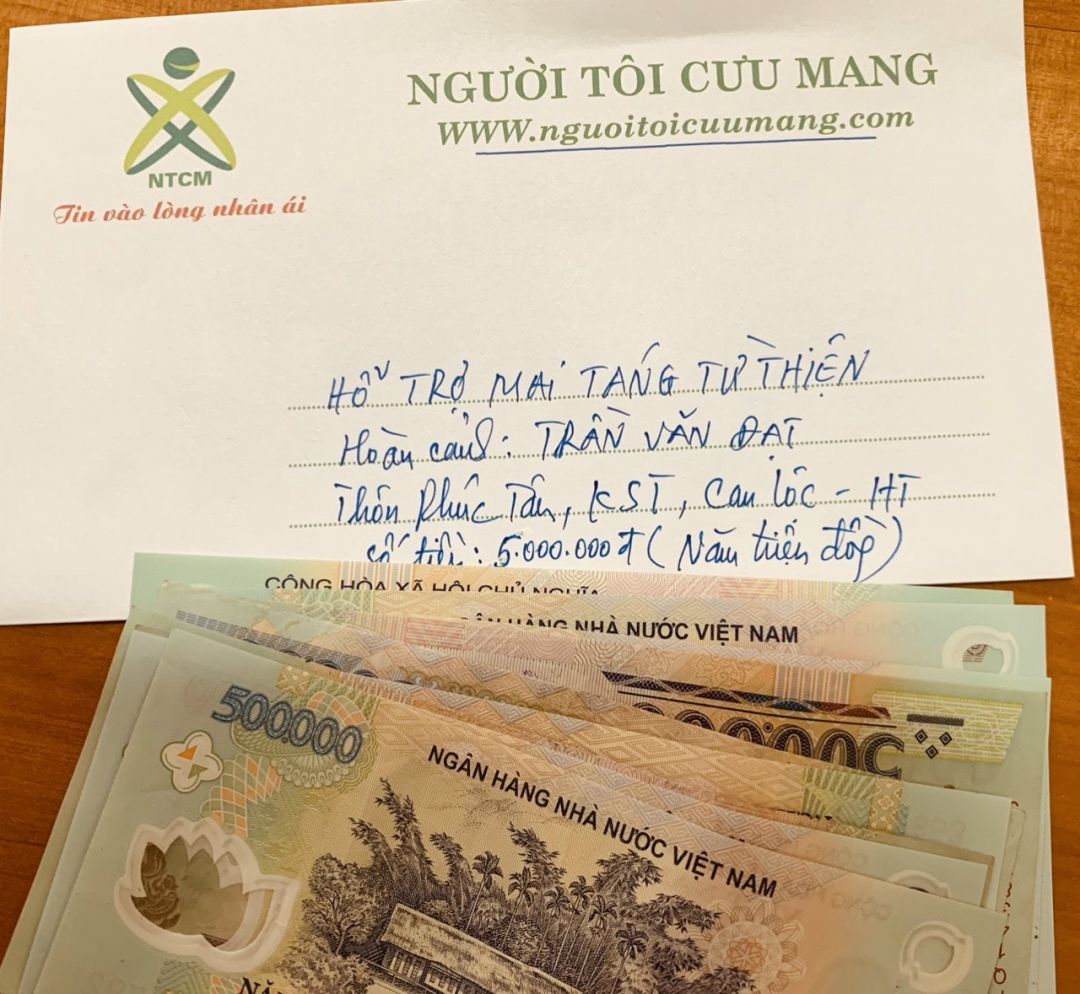 NGƯỜI TÔI CƯU MANG
WWW.nguoitoicuumang.com
NTCM
Tin vào lòng nhân ái
HỖ TRỢ MAI TÁNG TỪ THIỆN
Hoàn cảnh: TRẦN VĂN ĐẠT
Thôn Phúc Tân, KST, Can Lộc - HT
Số tiền: 5.000.000đ (Năm triệu đồng)
CỘNG HÒA XÃ HỘI CHỦ NGHĨA
NGÂN HÀNG NHÀ NƯỚC VIỆT NAM
500000
NGÂN HÀNG NHÀ NƯỚC VIỆT NAM
NĂM